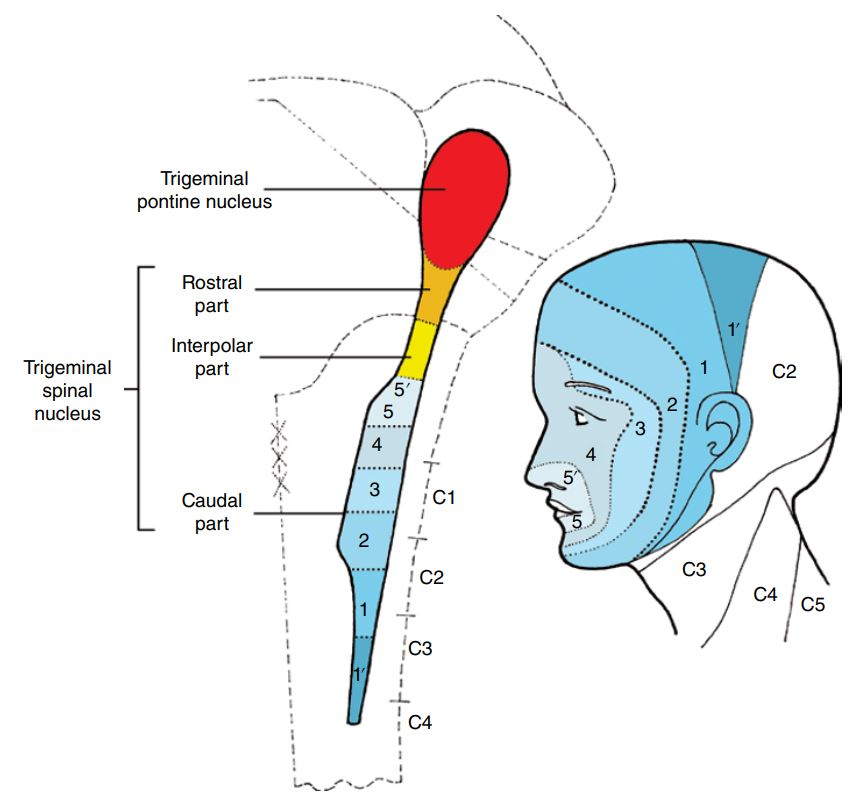 Trigeminal
pontine nucleus
Rostral
part
Interpolar
part
Trigeminal
spinal
nucleus
Caudal
part
5′
5
4
3
2
1
1′
C1
C2
C3
C4
1′
1
C2
2
3
4
5′
5
C3
C4
C5